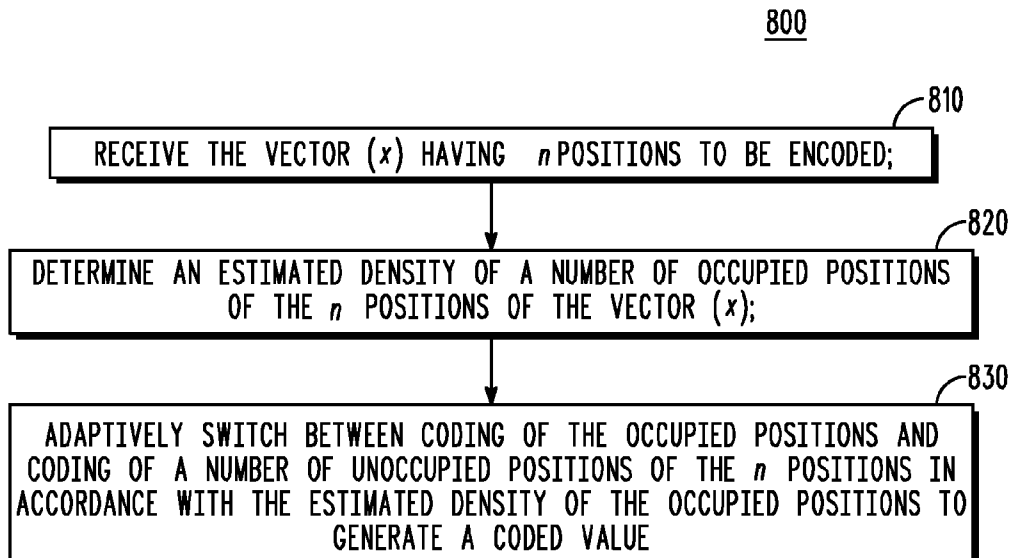 800
810
RECEIVE THE VECTOR (x) HAVING n POSITIONS TO BE ENCODED;
820
DETERMINE AN ESTIMATED DENSITY OF A NUMBER OF OCCUPIED POSITIONS
OF THE n POSITIONS OF THE VECTOR (x);
830
ADAPTIVELY SWITCH BETWEEN CODING OF THE OCCUPIED POSITIONS AND
CODING OF A NUMBER OF UNOCCUPIED POSITIONS OF THE n POSITIONS IN
ACCORDANCE WITH THE ESTIMATED DENSITY OF THE OCCUPIED POSITIONS TO
GENERATE A CODED VALUE